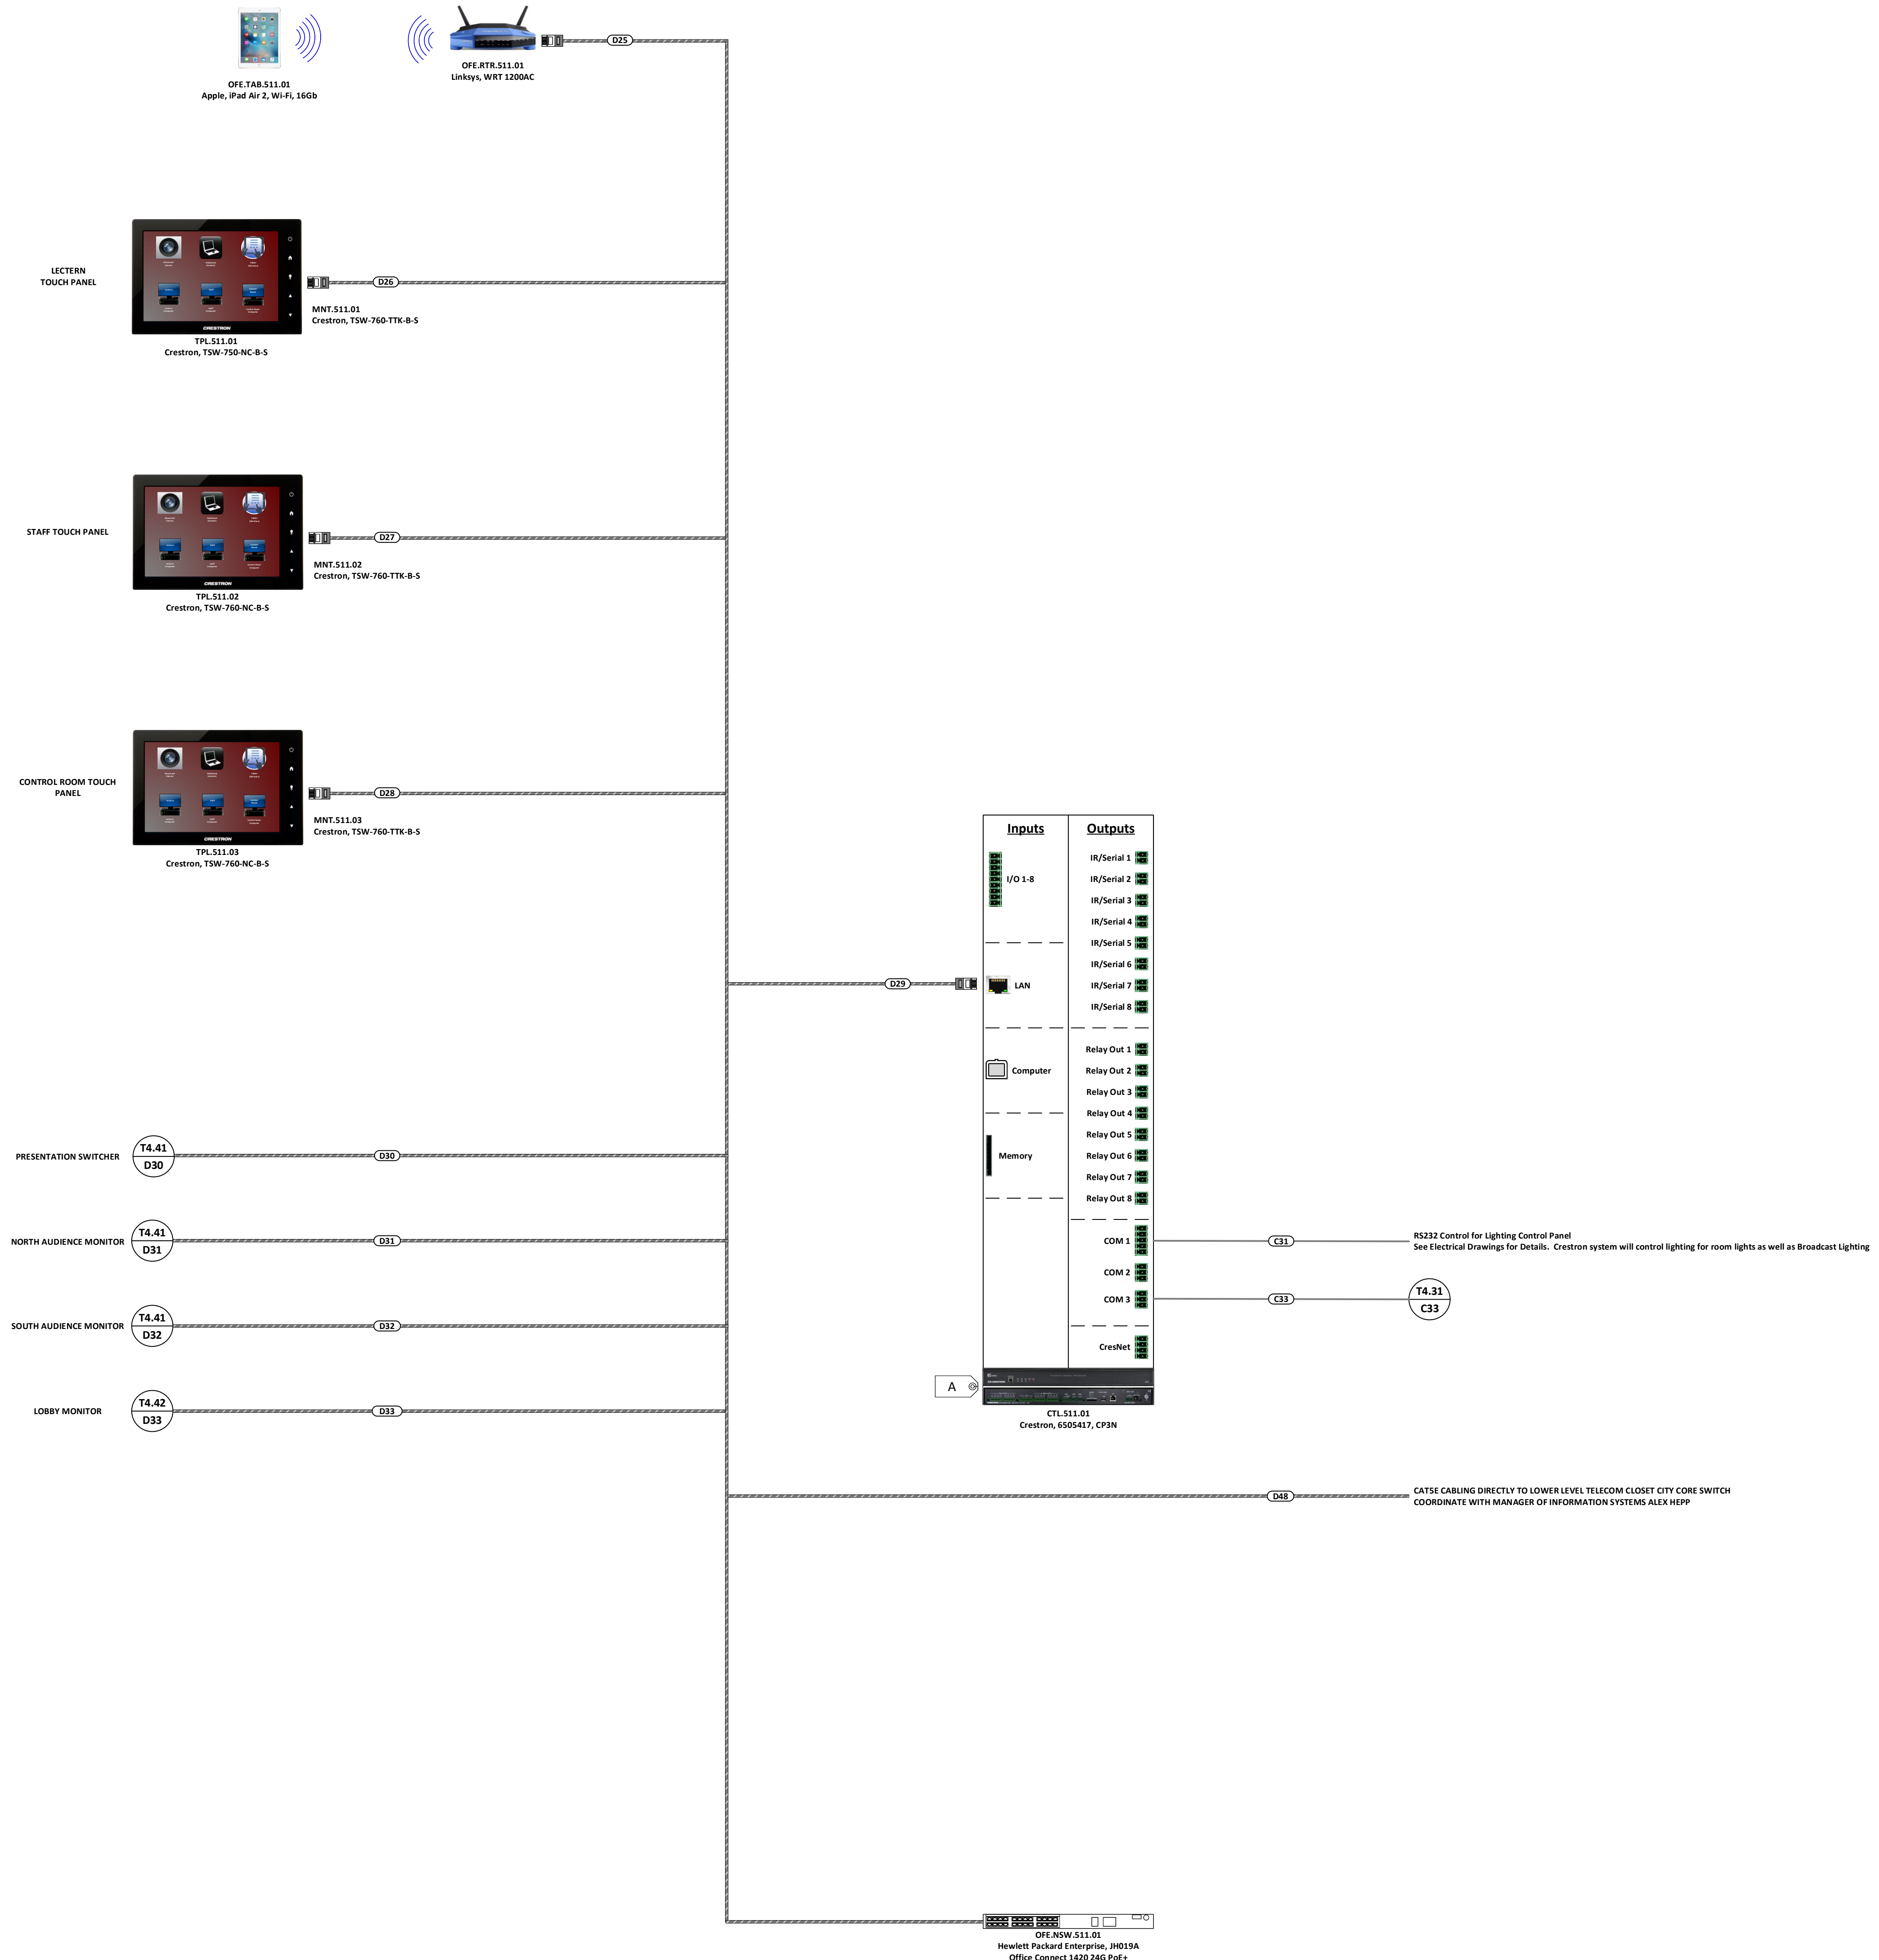 D25
OFE.TAB.511.01
Apple, iPad Air 2, Wi-Fi, 16Gb
OFE.RTR.511.01
Linksys, WRT 1200AC
LECTERN
TOUCH PANEL
CRESTRON
TPL.511.01
Crestron, TSW-750-NC-B-S
D26
MNT.511.01
Crestron, TSW-760-TTK-B-S
STAFF TOUCH PANEL
CRESTRON
TPL.511.02
Crestron, TSW-760-NC-B-S
D27
MNT.511.02
Crestron, TSW-760-TTK-B-S
CONTROL ROOM TOUCH
PANEL
CRESTRON
TPL.511.03
Crestron, TSW-760-NC-B-S
D28
MNT.511.03
Crestron, TSW-760-TTK-B-S
Inputs
Outputs
I/O 1-8
LAN
Computer
Memory
IR/Serial 1
IR/Serial 2
IR/Serial 3
IR/Serial 4
IR/Serial 5
IR/Serial 6
IR/Serial 7
IR/Serial 8
Relay Out 1
Relay Out 2
Relay Out 3
Relay Out 4
Relay Out 5
Relay Out 6
Relay Out 7
Relay Out 8
COM 1
COM 2
COM 3
CresNet
D29
A
CTL.511.01
Crestron, 6505417, CP3N
PRESENTATION SWITCHER
T4.41
D30
D30
NORTH AUDIENCE MONITOR
T4.41
D31
D31
SOUTH AUDIENCE MONITOR
T4.41
D32
D32
LOBBY MONITOR
T4.42
D33
D33
C31
RS232 Control for Lighting Control Panel
See Electrical Drawings for Details. Crestron system will control lighting for room lights as well as Broadcast Lighting
C33
T4.31
C33
D48
CAT5E CABLING DIRECTLY TO LOWER LEVEL TELECOM CLOSET CITY CORE SWITCH
COORDINATE WITH MANAGER OF INFORMATION SYSTEMS ALEX HEPP
OFE.NSW.511.01
Hewlett Packard Enterprise, JH019A
Office Connect 1420 24G PoE+